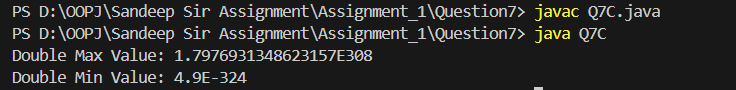 PS D:\OOPJ\Sandeep Sir Assignment\Assignment_1\Question7> javac Q7C.java
PS D:\OOPJ\Sandeep Sir Assignment\Assignment_1\Question7> java Q7C
Double Max Value: 1.7976931348623157E308
Double Min Value: 4.9E-324